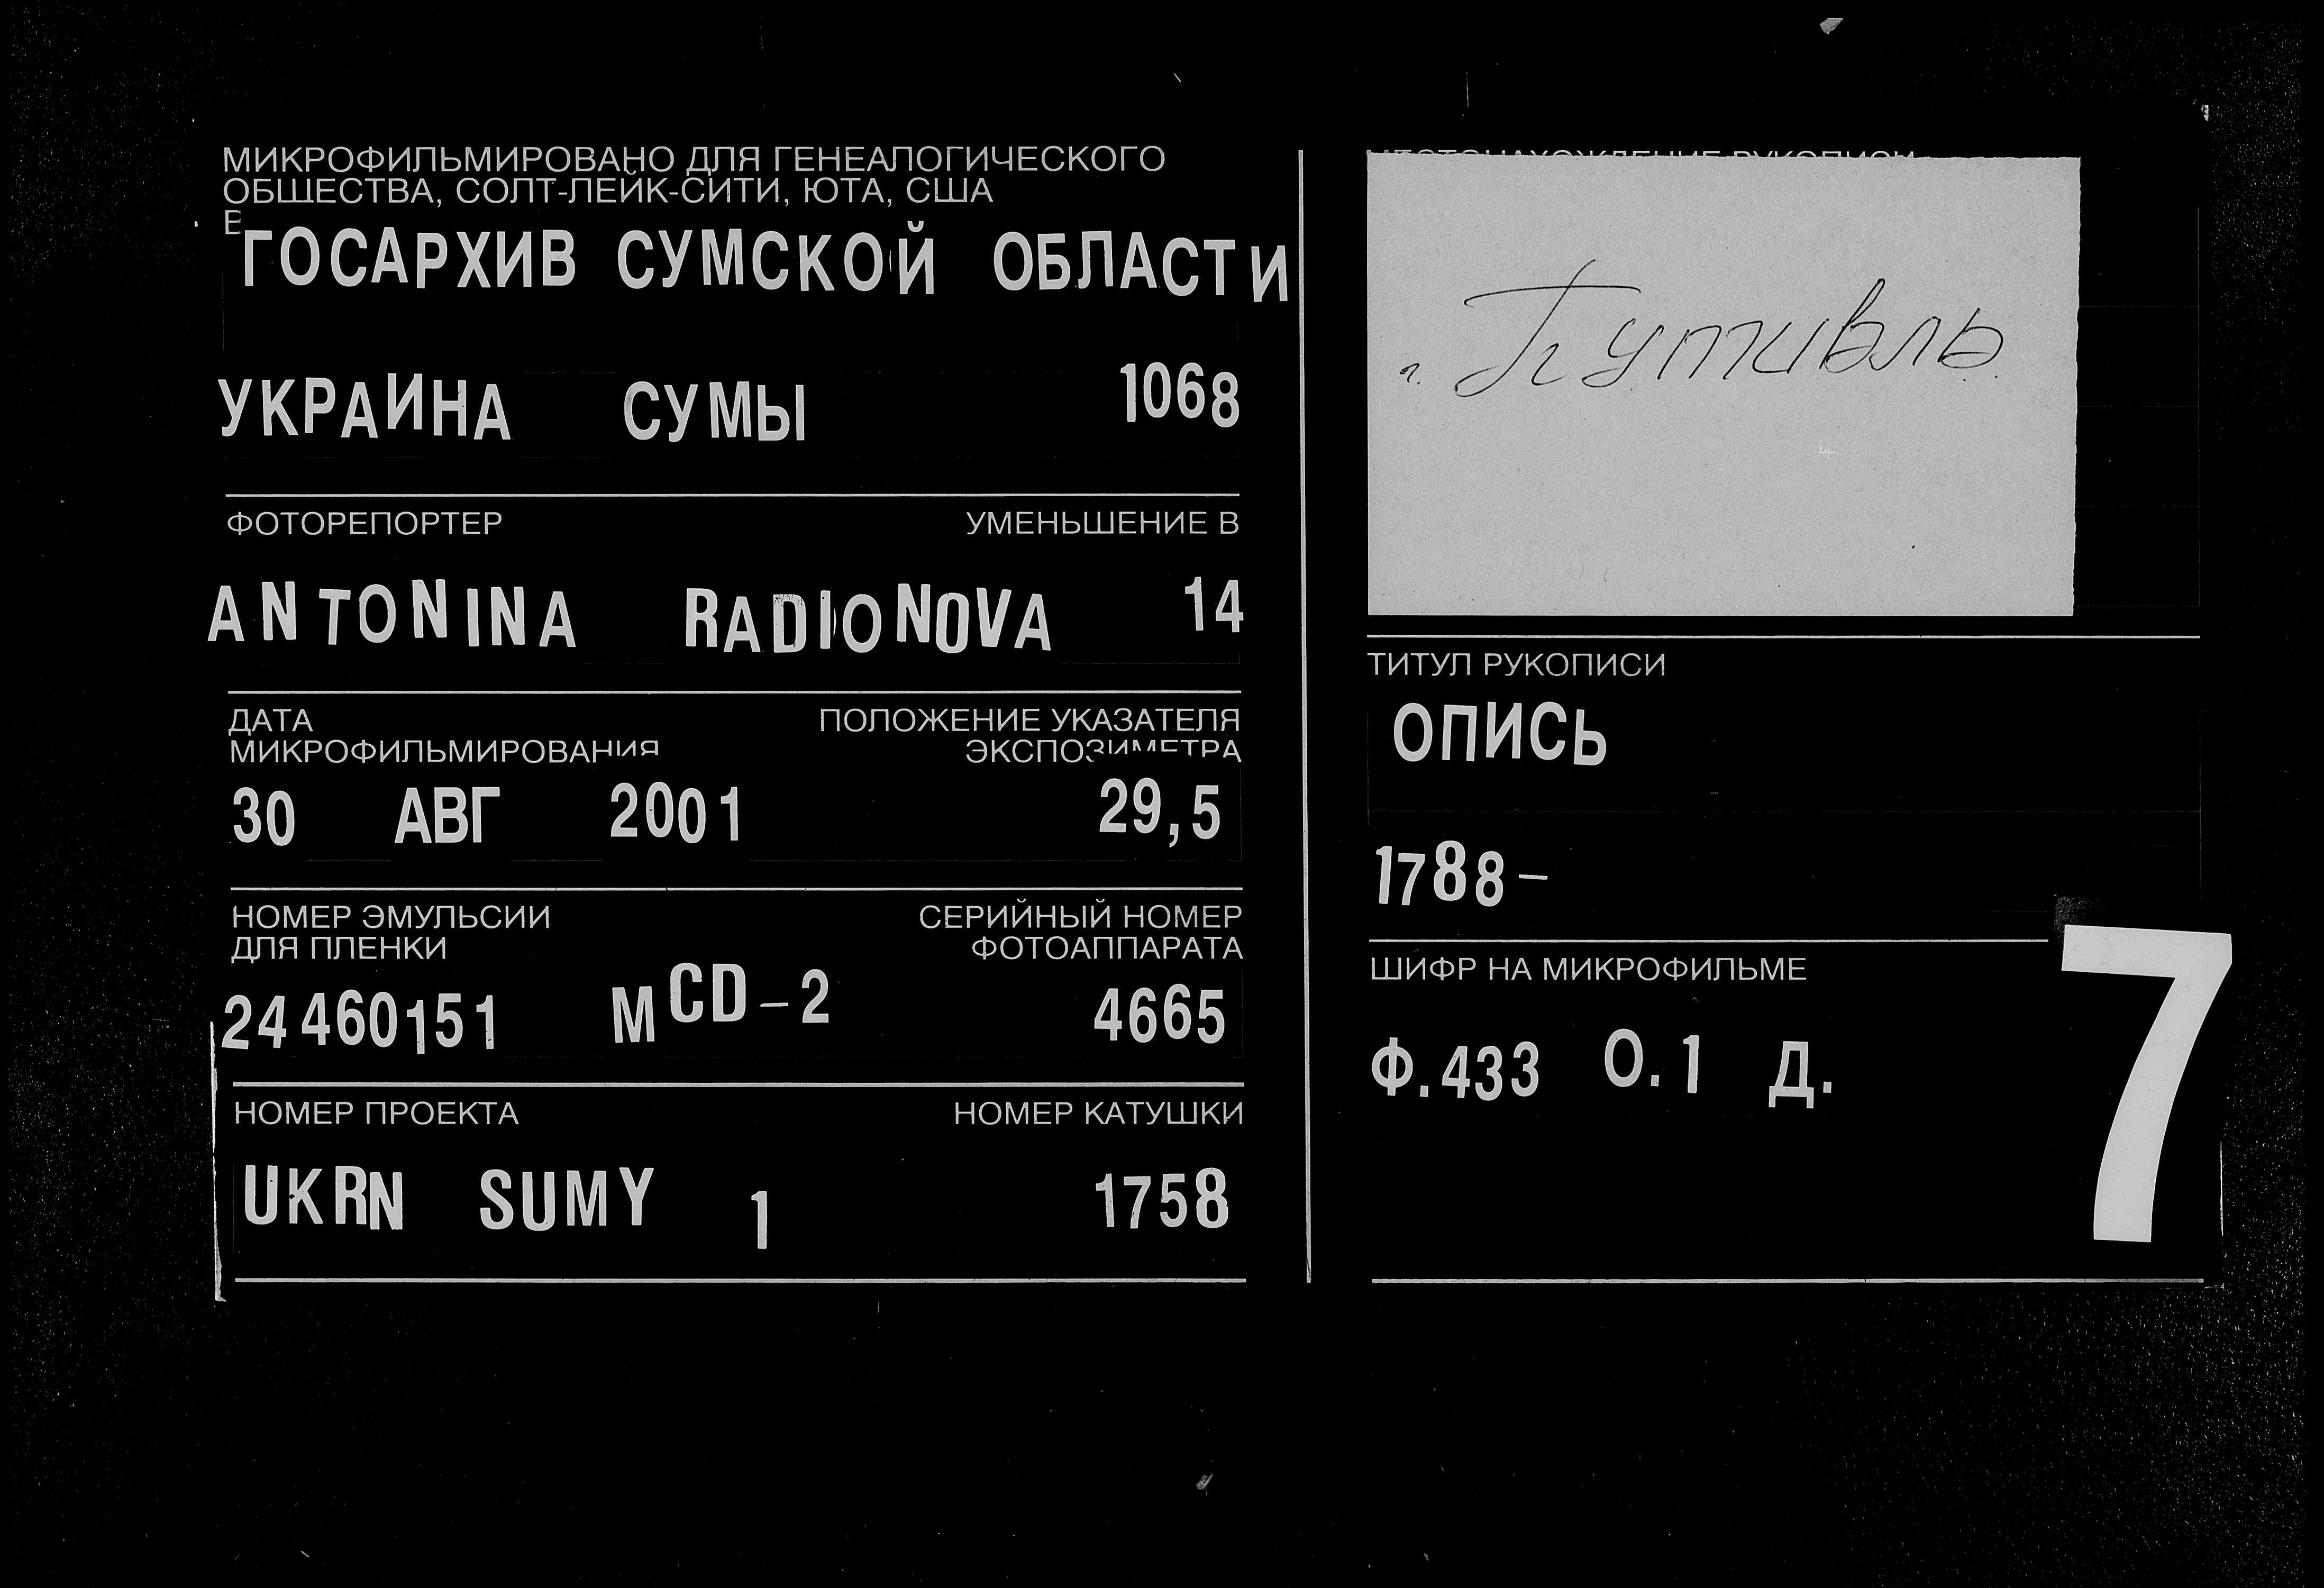 МИКРОФИЛЬМИРОВАНО ДЛЯ ГЕНЕАЛОГИЧЕСКОГО
ОБЩЕСТВА, СОЛТ-ЛЕЙК-СИТИ, ЮТА, США
В
ГОСАРХИВ СУМСКОЙ ОБЛАСТИ
УКРАИНА СУМЫ 1068
ФОТОРЕПОРТЕР УМЕНЬШЕНИЕ В
ANTONINA RADIONOVA 14
ДАТА ПОЛОЖЕНИЕ УКАЗАТЕЛЯ
МИКРОФИЛЬМИРОВАНИЯ ЭКСПОЗИМЕТРА
30 АВГ 2001 29,5
НОМЕР ЭМУЛЬСИИ СЕРИЙНЫЙ НОМЕР
ДЛЯ ПЛЕНКИ ФОТОАППАРАТА
24460151 MCD-2 4665
НОМЕР ПРОЕКТА НОМЕР КАТУШКИ
UKRN SUMY 1 1758
МЕСТОНАХОЖДЕНИЕ РУКОПИСИ
г. Путивль
ТИТУЛ РУКОПИСИ
ОПИСЬ
1788-
ШИФР НА МИКРОФИЛЬМЕ
Ф.433 О.1 Д.
7